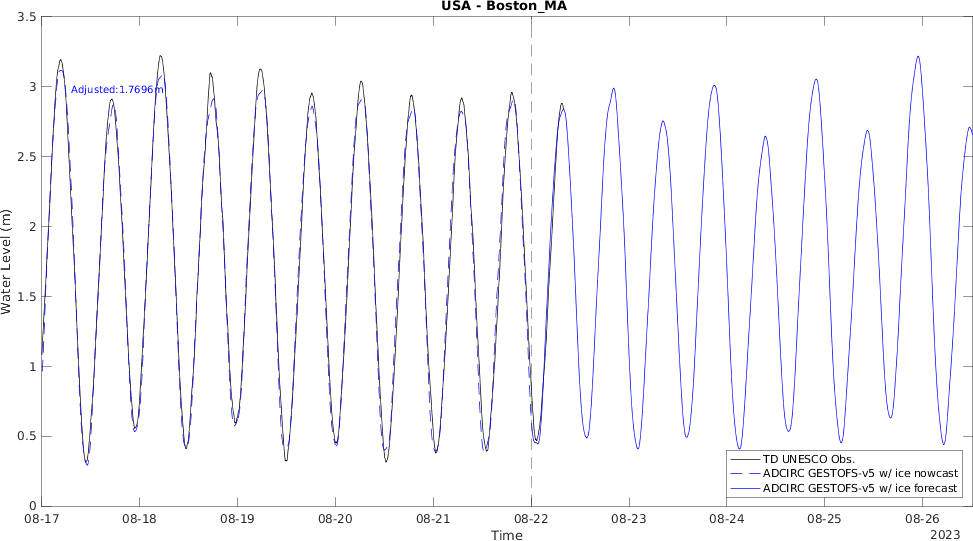 USA - Boston_MA
3.5
3
2.5
2
1.5
1
0.5
0
Water Level (m)
Adjusted:1.7696m
TD UNESCO Obs.
ADCIRC GESTOFS-v5 w/ ice nowcast
ADCIRC GESTOFS-v5 w/ ice forecast
08-17 08-18 08-19 08-20 08-21 08-22 08-23 08-24 08-25 08-26
Time
2023